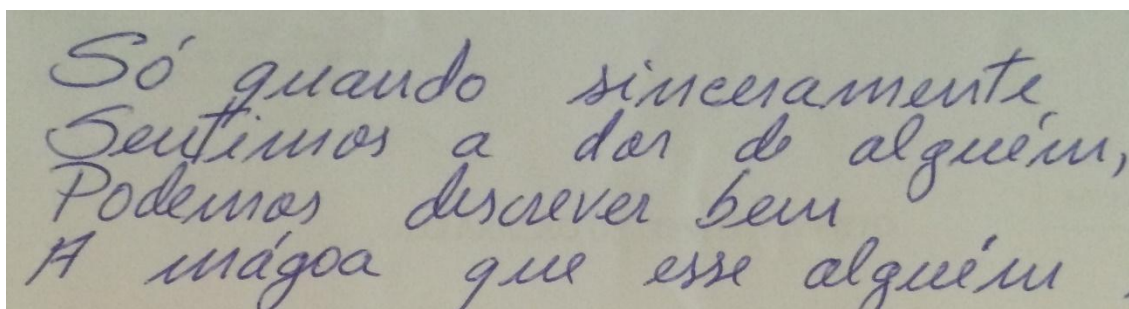 Só quando sinceramente
Sentimos a dor de alguém,
Podemos descrever bem
A mágoa que esse alguém